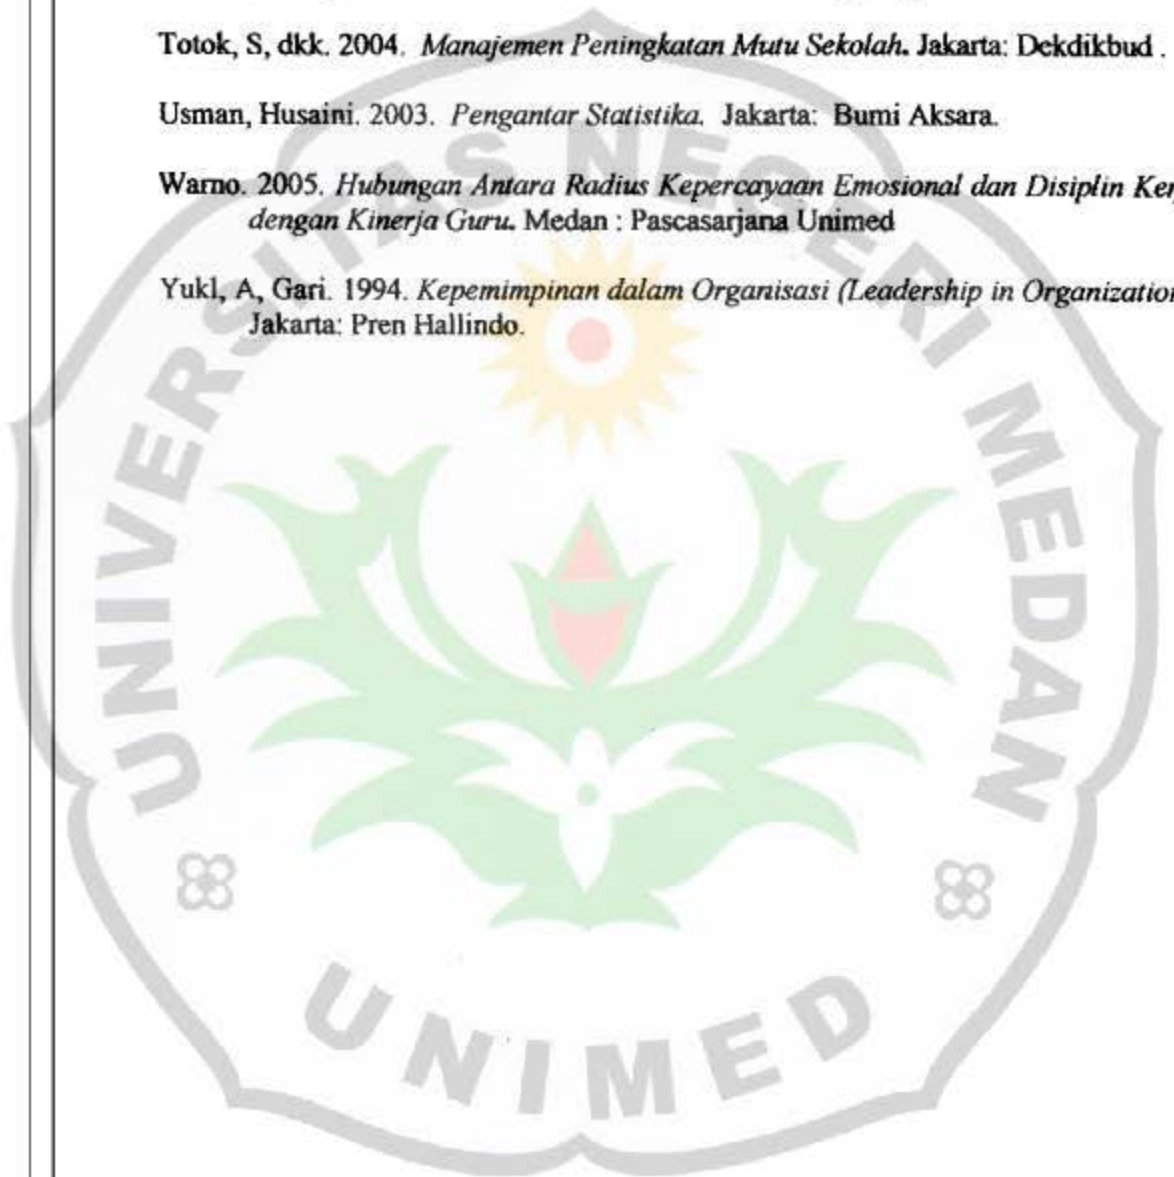 Totok, S, dkk. 2004. Manajemen Peningkatan Mutu Sekolah. Jakarta: Dekdikbud .
Usman, Husaini. 2003. Pengantar Statistika. Jakarta: Bumi Aksara.
Warno. 2005. Hubungan Antara Radius Kepercayaan Emosional dan Disiplin
dengan Kinerja Guru. Medan : Pascasarjana Unimed
Yukl, A, Gari. 1994. Kepemimpinan dalam Organisasi (Leadership in Organization
Jakarta: Pren Hallindo.
UNIVERSITAS NEGERI MEDAN
UNIMED